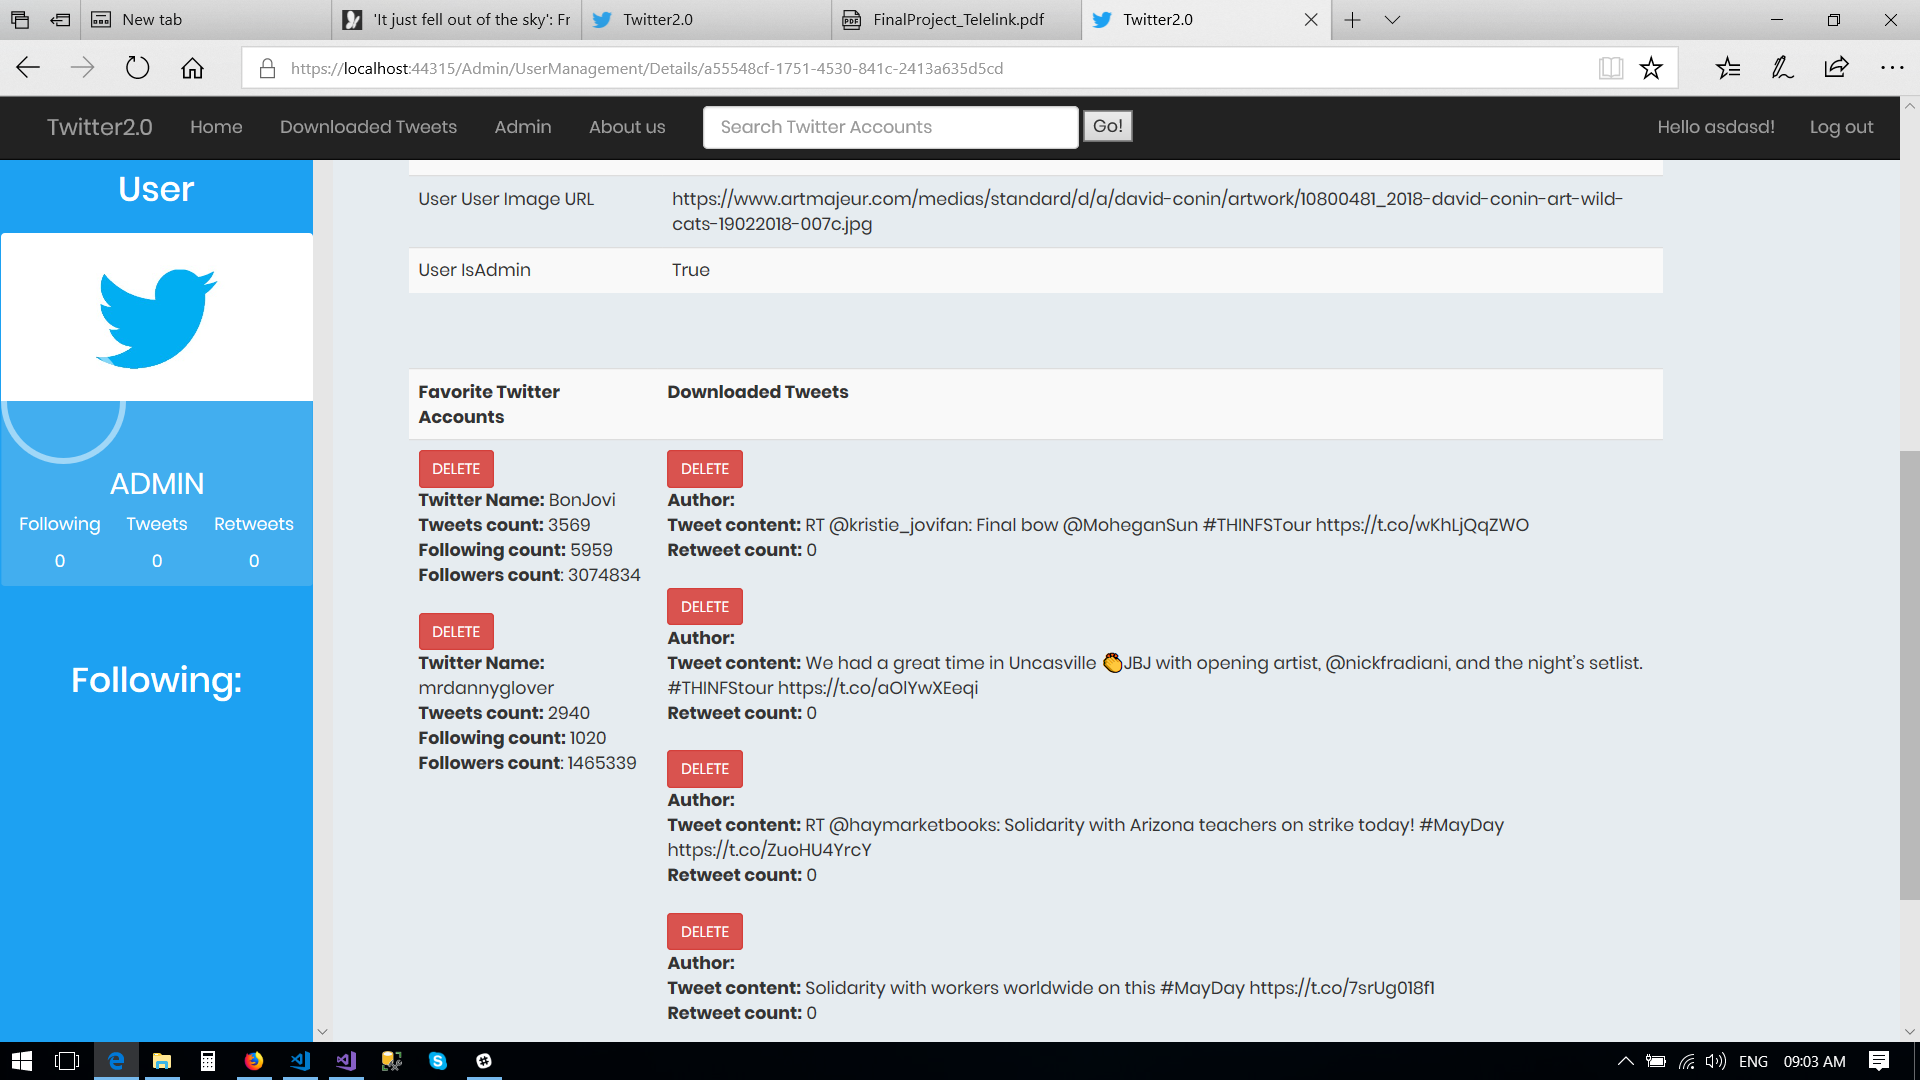 New tab
'It just fell out of the sky': Fr
Twitter2.0
FinalProject_Telelink.pdf
Twitter2.0
https://localhost:44315/Admin/UserManagement/Details/a55548cf-1751-4530-841c-2413a635d5cd
Twitter2.0 Home Downloaded Tweets Admin About us Search Twitter Accounts Go! Hello asdasd! Log out
User
ADMIN
Following Tweets Retweets
0 0 0
Following:
User User Image URL
https://www.artmajeur.com/medias/standard/d/a/david-conin/artwork/10800481_2018-david-conin-art-wild-
cats-19022018-007c.jpg
User IsAdmin True
Favorite Twitter
Accounts
DELETE
Twitter Name: BonJovi
Tweets count: 3569
Following count: 5959
Followers count: 3074834
DELETE
Twitter Name:
mrdannyglover
Tweets count: 2940
Following count: 1020
Followers count: 1465339
Downloaded Tweets
DELETE
Author:
Tweet content: RT @kristie_jovifan: Final bow @MoheganSun #THINFSTour https://t.co/wKhLjQqZWO
Retweet count: 0
DELETE
Author:
Tweet content: We had a great time in Uncasville 👏JBJ with opening artist, @nickfradiani, and the night's setlist.
#THINFStour https://t.co/aOIYwXEeqi
Retweet count: 0
DELETE
Author:
Tweet content: RT @haymarketbooks: Solidarity with Arizona teachers on strike today! #MayDay
https://t.co/ZuoHU4YrcY
Retweet count: 0
DELETE
Author:
Tweet content: Solidarity with workers worldwide on this #MayDay https://t.co/7srUg018f1
Retweet count: 0
ENG 09:03 AM